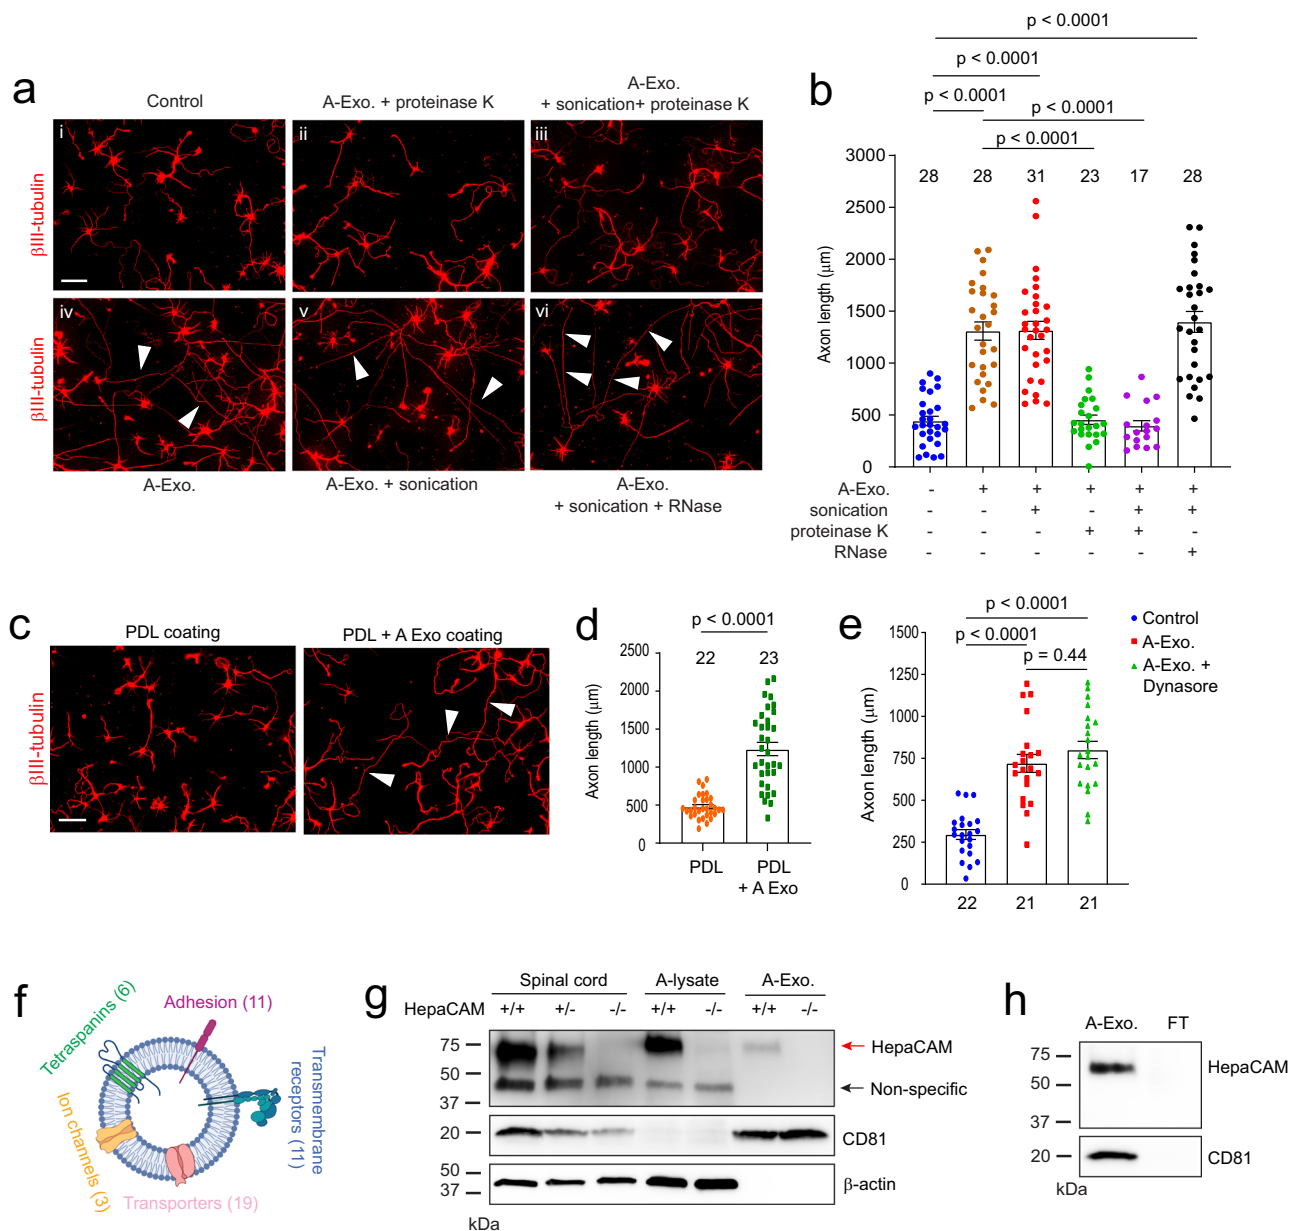 a
Control
A-Exo. + proteinase K
A-Exo.
+ sonication+ proteinase K
βIII-tubulin
i
ii
iii
βIII-tubulin
iv
v
vi
A-Exo.
A-Exo. + sonication
A-Exo.
+ sonication + RNase
b
p < 0.0001
p < 0.0001
p < 0.0001
p < 0.0001
p < 0.0001
Axon length (μm)
3000
2500
2000
1500
1000
500
0
28 28 31 23 17 28
A-Exo. - + + + + +
sonication - - + - + +
proteinase K - - - + + -
RNase - - - - - +
c
PDL coating
PDL + A Exo coating
βIII-tubulin
d
p < 0.0001
22 23
Axon length (μm)
2500
2000
1500
1000
500
0
PDL
PDL
+ A Exo
e
p < 0.0001
p < 0.0001
p = 0.44
Axon length (μm)
1500
1250
1000
750
500
250
0
22 21 21
Control
A-Exo.
A-Exo. +
Dynasore
f
Tetraspanins (6)
Adhesion (11)
Transmembrane
receptors (11)
Ion channels (3)
Transporters (19)
g
Spinal cord A-lysate A-Exo.
HepaCAM +/+ +/- -/- +/+ -/- +/+ -/-
75
50
37
HepaCAM
Non-specific
20
CD81
50
37
β-actin
kDa
h
A-Exo. FT
75
50
37
HepaCAM
20
CD81
kDa